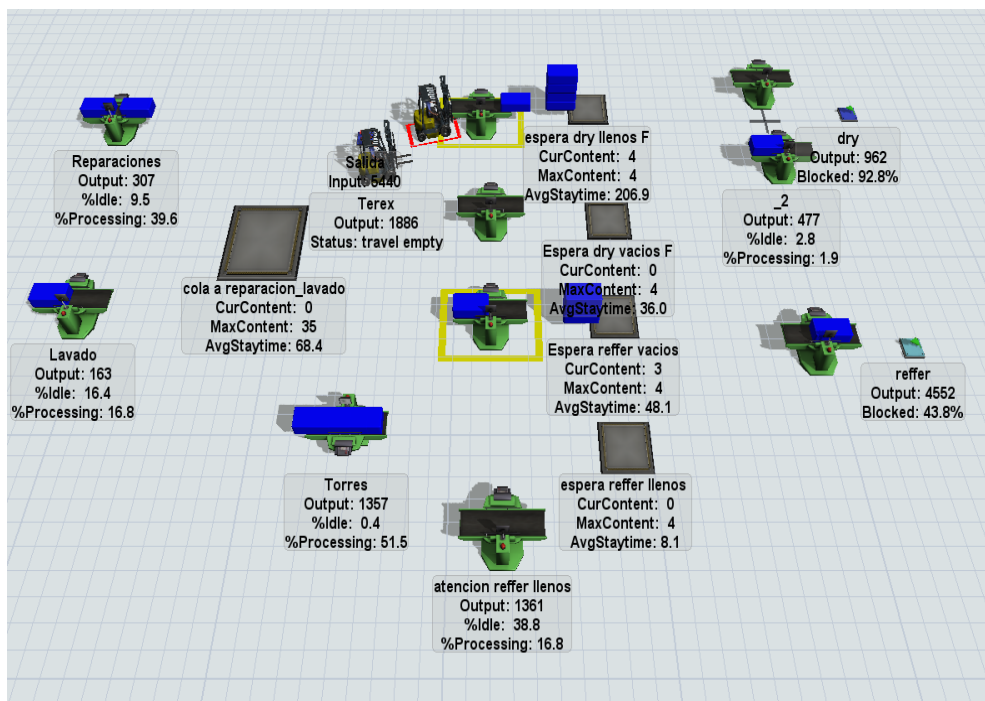 Reparaciones
Output: 307
%Idle: 9.5
%Processing: 39.6
Salida
Input: 5440
Terex
Output: 1886
Status: travel empty
espera dry llenos F
CurContent: 4
MaxContent: 4
AvgStaytime: 206.9
dry
Output: 962
Blocked: 92.8%
_2
Output: 477
%Idle: 2.8
%Processing: 1.9
cola a reparacion_lavado
CurContent: 0
MaxContent: 35
AvgStaytime: 68.4
Espera dry vacios F
CurContent: 0
MaxContent: 4
AvgStaytime: 36.0
Lavado
Output: 163
%Idle: 16.4
%Processing: 16.8
Espera reffer vacios
CurContent: 3
MaxContent: 4
AvgStaytime: 48.1
reffer
Output: 4552
Blocked: 43.8%
Torres
Output: 1357
%Idle: 0.4
%Processing: 51.5
espera reffer llenos
CurContent: 0
MaxContent: 4
AvgStaytime: 8.1
atencion reffer llenos
Output: 1361
%Idle: 38.8
%Processing: 16.8